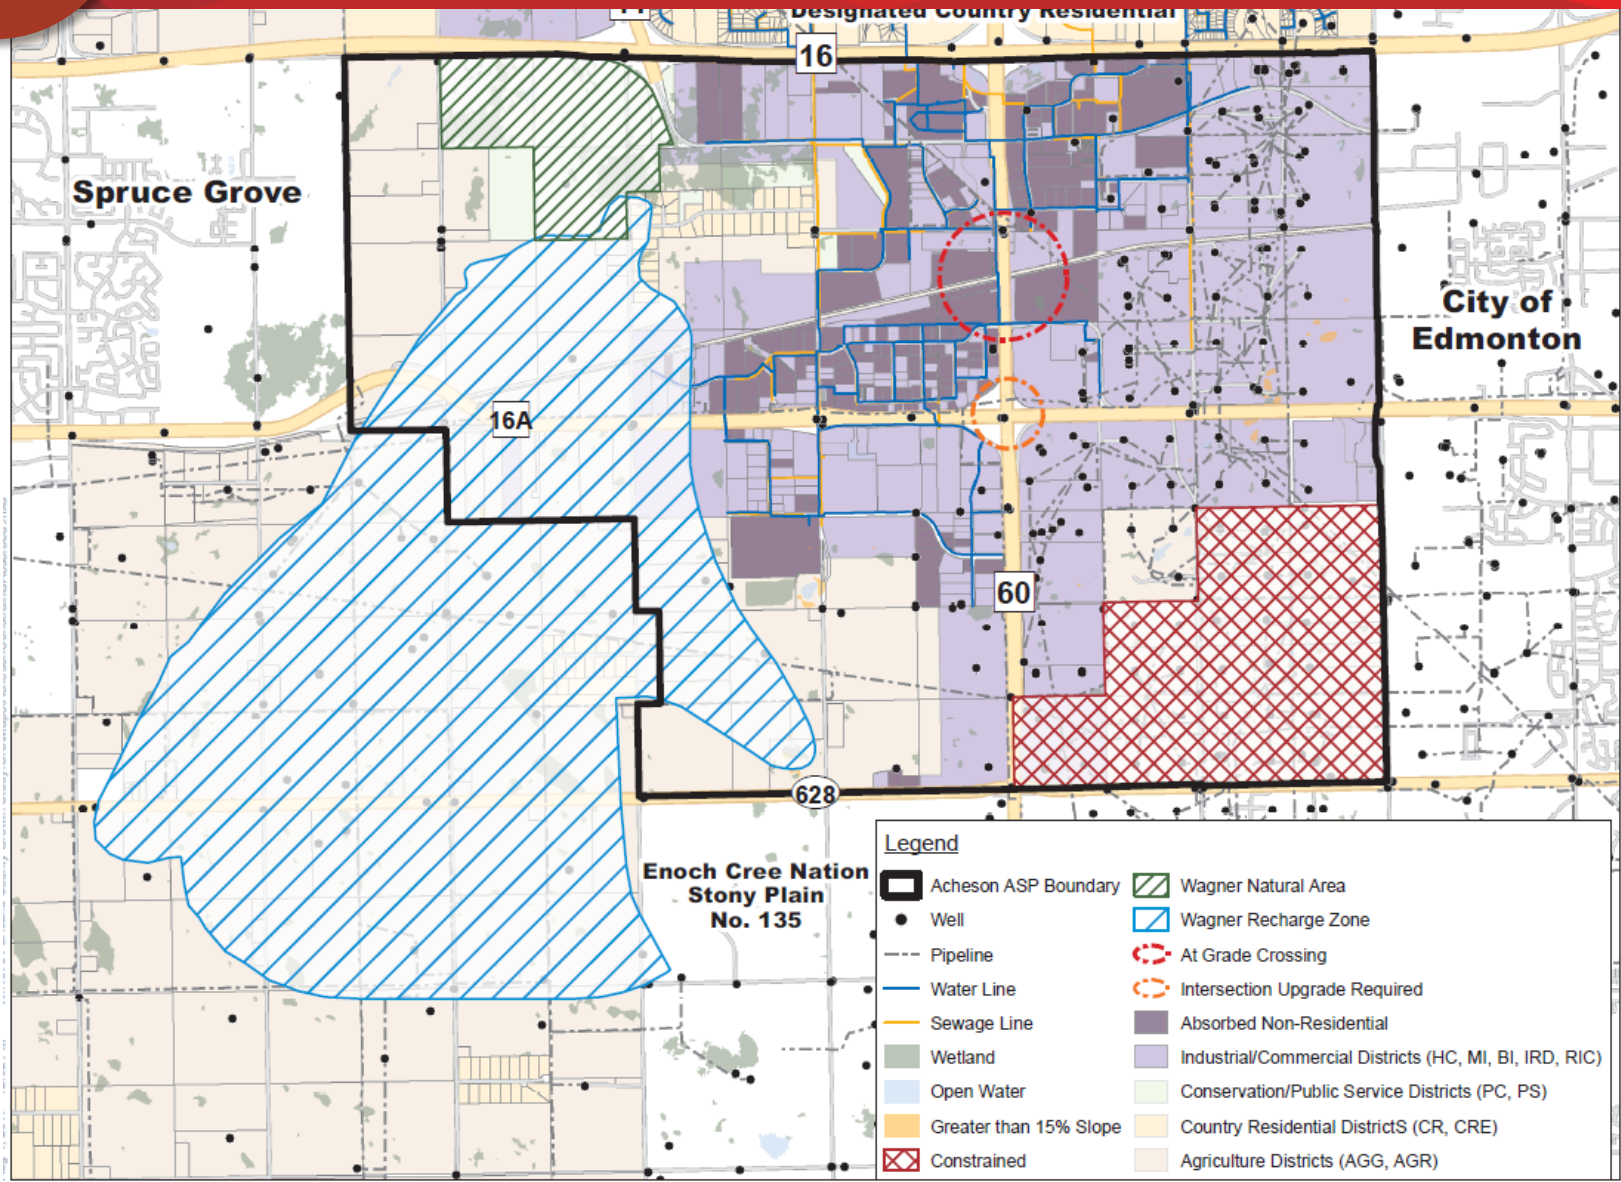 Designated Country Residential
16
Spruce Grove
City of
Edmonton
16A
60
628
Enoch Cree Nation
Stony Plain
No. 135
Legend
Acheson ASP Boundary
Well
Pipeline
Water Line
Sewage Line
Wetland
Open Water
Greater than 15% Slope
Constrained
Wagner Natural Area
Wagner Recharge Zone
At Grade Crossing
Intersection Upgrade Required
Absorbed Non-Residential
Industrial/Commercial Districts (HC, MI, BI, IRD, RIC)
Conservation/Public Service Districts (PC, PS)
Country Residential DistrictS (CR, CRE)
Agriculture Districts (AGG, AGR)